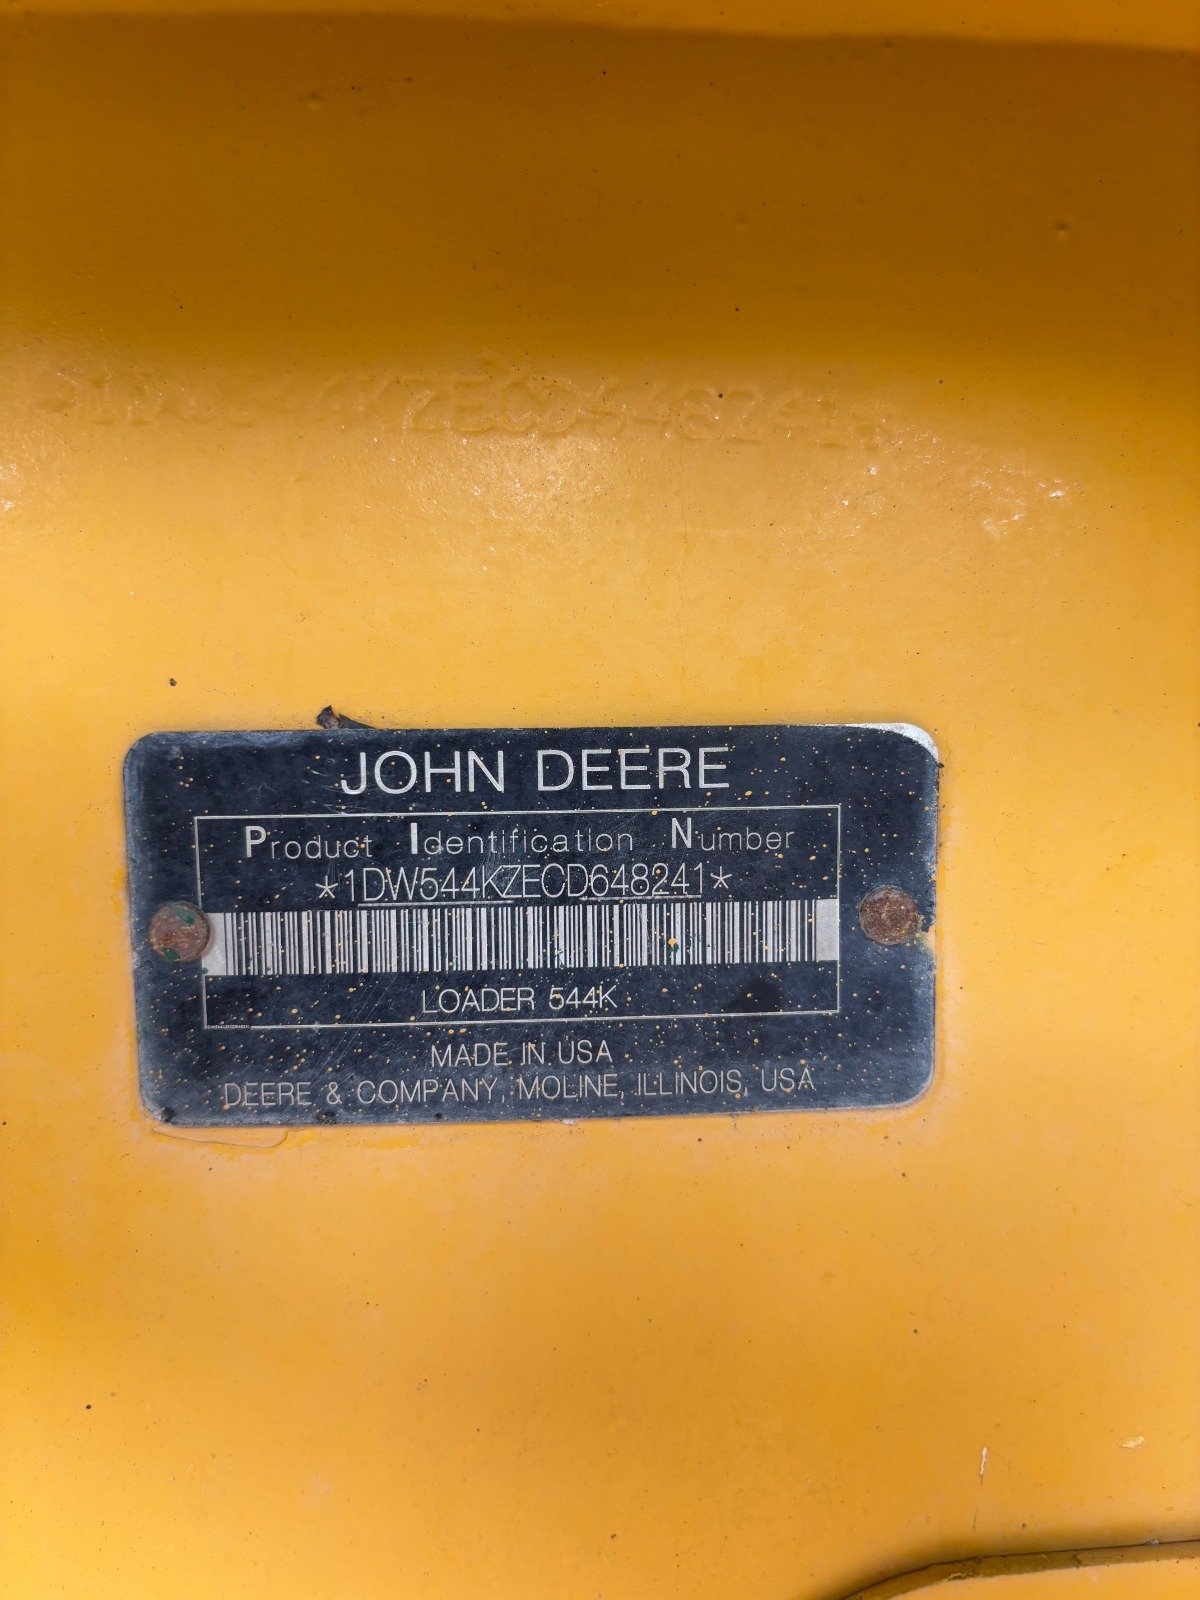 JOHN DEERE
Product Identification Number
*1DW544KZECD648241*
LOADER 544K
MADE IN USA
DEERE & COMPANY, MOLINE, ILLINOIS, USA